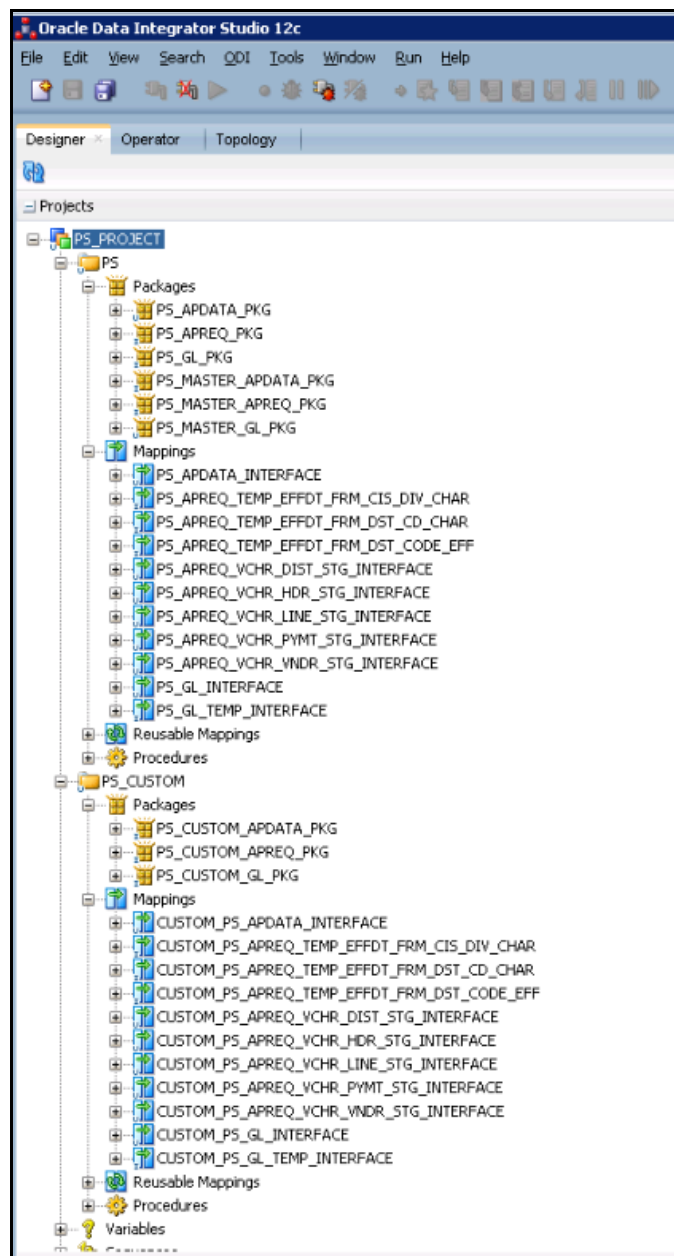 Oracle Data Integrator Studio 12c
File Edit View Search ODI Tools Window Run Help
Designer Operator Topology
Projects
PS_PROJECT
PS
Packages
PS_APDATA_PKG
PS_APREQ_PKG
PS_GL_PKG
PS_MASTER_APDATA_PKG
PS_MASTER_APREQ_PKG
PS_MASTER_GL_PKG
Mappings
PS_APDATA_INTERFACE
PS_APREQ_TEMP_EFFDT_FRM_CIS_DIV_CHAR
PS_APREQ_TEMP_EFFDT_FRM_DST_CD_CHAR
PS_APREQ_TEMP_EFFDT_FRM_DST_CODE_EFF
PS_APREQ_VCHR_DIST_STG_INTERFACE
PS_APREQ_VCHR_HDR_STG_INTERFACE
PS_APREQ_VCHR_LINE_STG_INTERFACE
PS_APREQ_VCHR_PYMT_STG_INTERFACE
PS_APREQ_VCHR_VNDR_STG_INTERFACE
PS_GL_INTERFACE
PS_GL_TEMP_INTERFACE
Reusable Mappings
Procedures
PS_CUSTOM
Packages
PS_CUSTOM_APDATA_PKG
PS_CUSTOM_APREQ_PKG
PS_CUSTOM_GL_PKG
Mappings
CUSTOM_PS_APDATA_INTERFACE
CUSTOM_PS_APREQ_TEMP_EFFDT_FRM_CIS_DIV_CHAR
CUSTOM_PS_APREQ_TEMP_EFFDT_FRM_DST_CD_CHAR
CUSTOM_PS_APREQ_TEMP_EFFDT_FRM_DST_CODE_EFF
CUSTOM_PS_APREQ_VCHR_DIST_STG_INTERFACE
CUSTOM_PS_APREQ_VCHR_HDR_STG_INTERFACE
CUSTOM_PS_APREQ_VCHR_LINE_STG_INTERFACE
CUSTOM_PS_APREQ_VCHR_PYMT_STG_INTERFACE
CUSTOM_PS_APREQ_VCHR_VNDR_STG_INTERFACE
CUSTOM_PS_GL_INTERFACE
CUSTOM_PS_GL_TEMP_INTERFACE
Reusable Mappings
Procedures
Variables